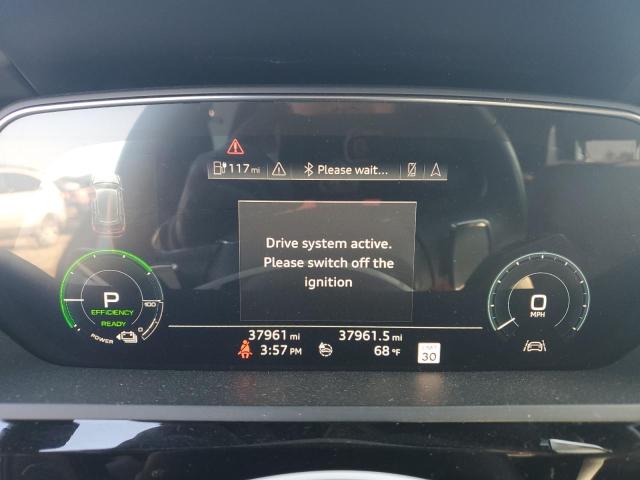 117 mi Please wait...
Drive system active.
Please switch off the
ignition
P
EFFICIENCY
READY
POWER
100
0
0
MPH
37961 mi 37961.5 mi
3:57 PM 68 °F
30